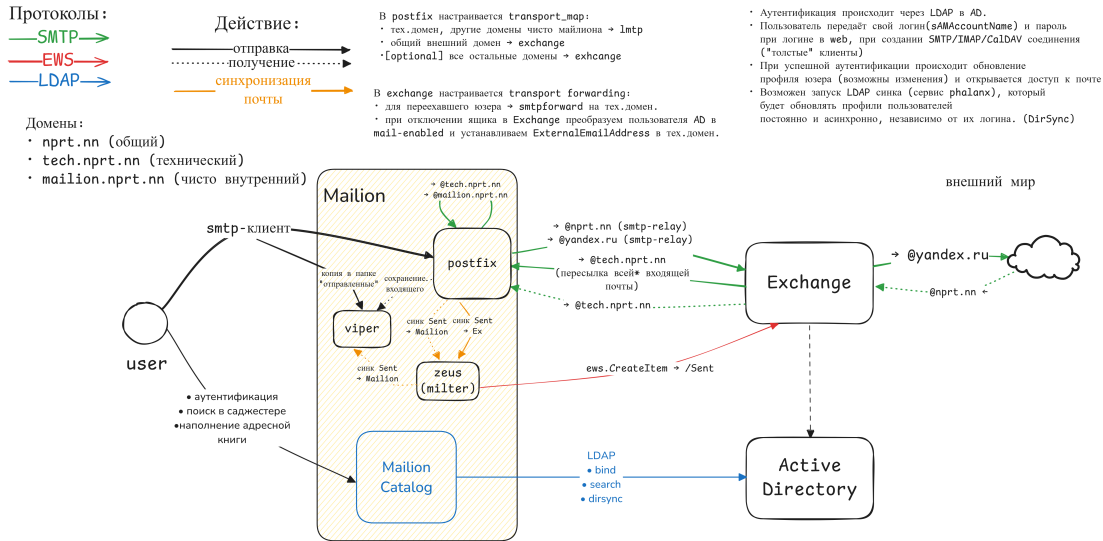 Протоколы:
SMTP
EWS
LDAP
Действие:
отправка
получение
синхронизация
почты
В postfix настраивается transport_map:
· тех.домен, другие домены чисто майлиона → lmtp
· общий внешний домен → exchange
·[optional] все остальные домены → exhcange
В exchange настраивается transport forwarding:
· для переехавшего юзера → smtpforward на тех.домен.
· при отключении ящика в Exchange преобразуем пользователя AD в
mail-enabled и устанавливаем ExternalEmailAddress в тех.домен.
· Аутентификация происходит через LDAP в AD.
· Пользователь передаёт свой логин(sAMAccountName) и пароль
при логине в web, при создании SMTP/IMAP/CalDAV соединения
("толстые" клиенты)
· При успешной аутентификации происходит обновление
профиля юзера (возможны изменения) и открывается доступ к почте
· Возможен запуск LDAP синка (сервис phalanx), который
будет обновлять профили пользователей
постоянно и асинхронно, независимо от их логина. (DirSync)
Домены:
· nprt.nn (общий)
· tech.nprt.nn (технический)
· mailion.nprt.nn (чисто внутренний)
Mailion
→ @tech.nprt.nn
→ @mailion.nprt.nn
внешний мир
smtp-клиент
postfix
→ @nprt.nn (smtp-relay)
→ @yandex.ru (smtp-relay)
→ @tech.nprt.nn
(пересылка всей* входящей
почты)
→ @tech.nprt.nn
Exchange
→ @yandex.ru
@nprt.nn ←
копия в папке
"отправленные"
сохранение
входящего
viper
синк Sent
→ Mailion
синк Sent
→ Ex
user
синк Sent
→ Mailion
zeus
(milter)
ews.CreateItem → /Sent
• аутентификация
• поиск в саджестере
•наполнение адресной
книги
Mailion
Catalog
LDAP
• bind
• search
• dirsync
Active
Directory